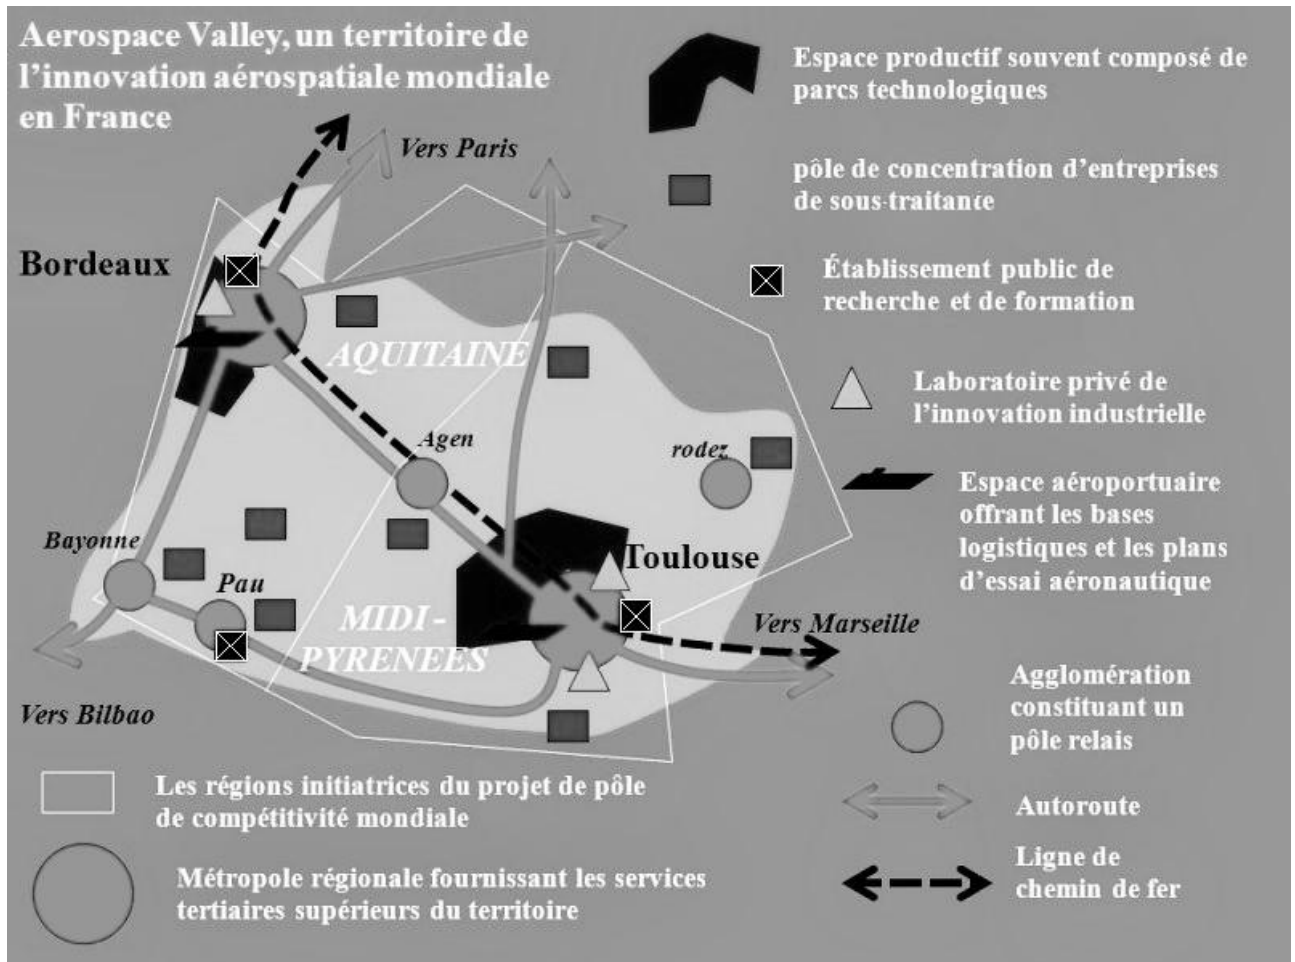 Aerospace Valley, un territoire de
l'innovation aérospatiale mondiale
en France
Vers Paris
Bordeaux
AQUITAINE
Agen
rodez
Bayonne
Pau
Toulouse
MIDI-
PYRENEES
Vers Marseille
Vers Bilbao
Espace productif souvent composé de
parcs technologiques
pôle de concentration d'entreprises
de sous-traitante
Établissement public de
recherche et de formation
Laboratoire privé de
l'innovation industrielle
Espace aéroportuaire
offrant les bases
logistiques et les plans
d'essai aéronautique
Agglomération
constituant un
pôle relais
Autoroute
Ligne de
chemin de fer
Les régions initiatrices du projet de pôle
de compétitivité mondiale
Métropole régionale fournissant les services
tertiaires supérieurs du territoire